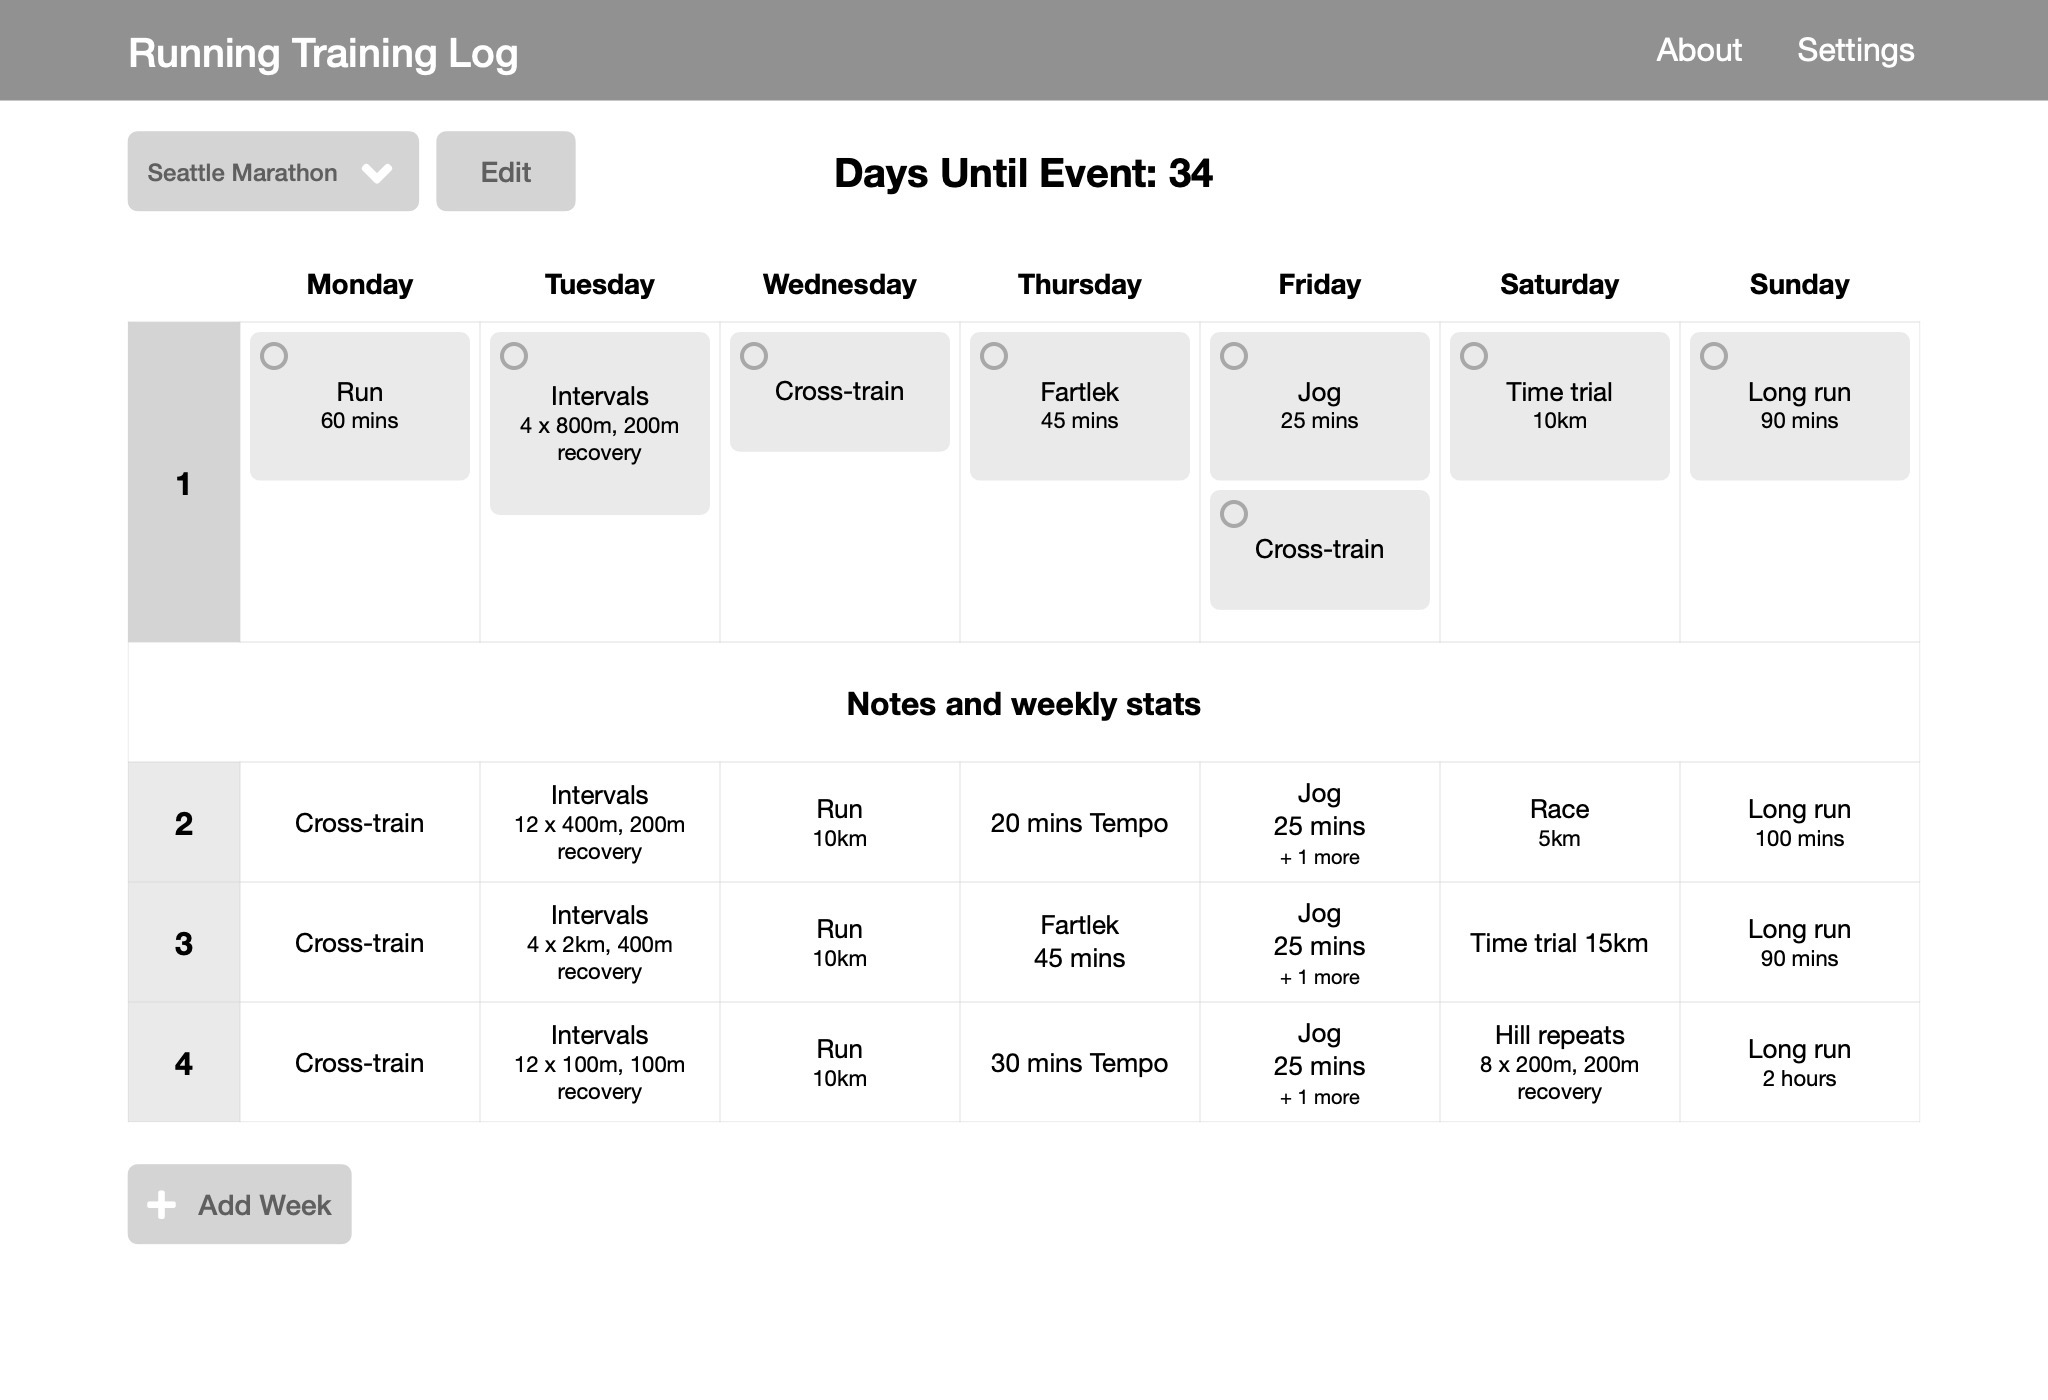 Running Training Log
About
Settings
Seattle Marathon
Edit
Days Until Event: 34
Monday
Tuesday
Wednesday
Thursday
Friday
Saturday
Sunday
1
Run
60 mins
Intervals
4 x 800m, 200m
recovery
Cross-train
Fartlek
45 mins
Jog
25 mins
Cross-train
Time trial
10km
Long run
90 mins
Notes and weekly stats
2
Cross-train
Intervals
12 x 400m, 200m
recovery
Run
10km
20 mins Tempo
Jog
25 mins
+ 1 more
Race
5km
Long run
100 mins
3
Cross-train
Intervals
4 x 2km, 400m
recovery
Run
10km
Fartlek
45 mins
Jog
25 mins
+ 1 more
Time trial 15km
Long run
90 mins
4
Cross-train
Intervals
12 x 100m, 100m
recovery
Run
10km
30 mins Tempo
Jog
25 mins
+ 1 more
Hill repeats
8 x 200m, 200m
recovery
Long run
2 hours
Add Week